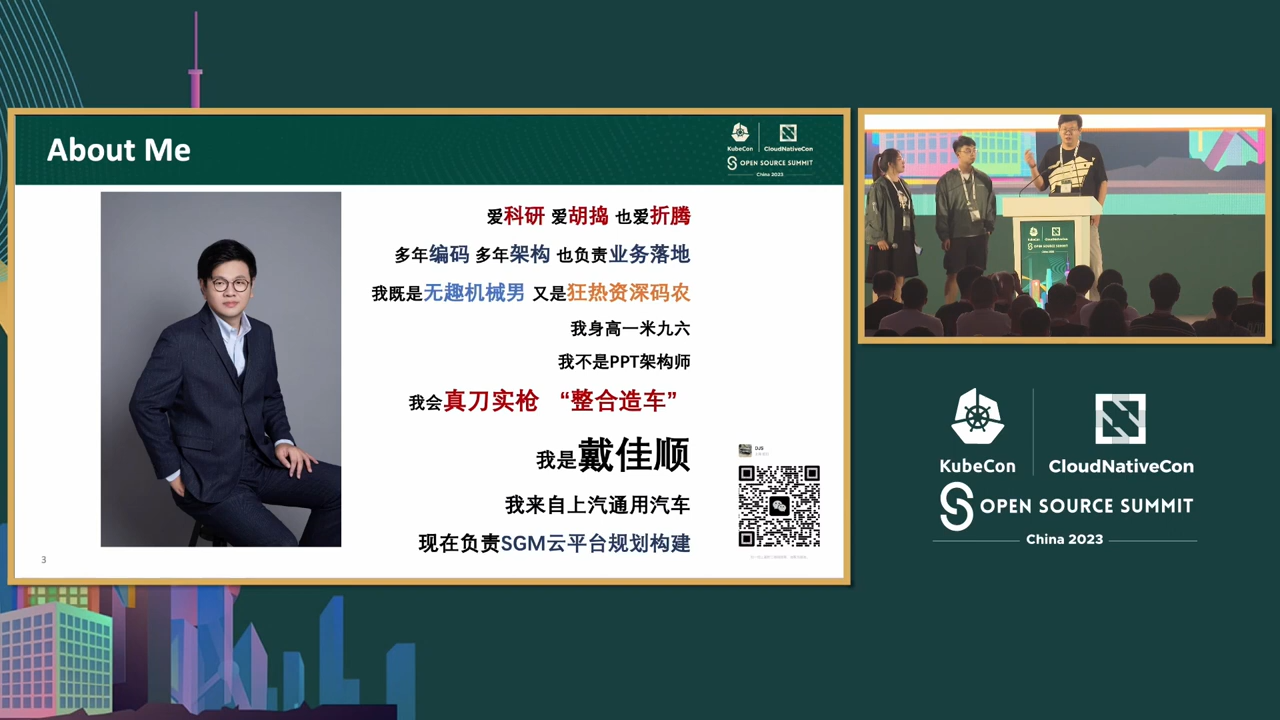 About Me
KubeCon
CloudNativeCon
OPEN SOURCE SUMMIT
China 2023
爱科研 爱胡捣 也爱折腾
多年编码 多年架构 也负责业务落地
我既是无趣机械男 又是狂热资深码农
我身高一米九六
我不是PPT架构师
我会真刀实枪 “整合造车”
我是戴佳顺
我来自上汽通用汽车
现在负责SGM云平台规划构建
DJS
3
KubeCon
CloudNativeCon
OPEN SOURCE SUMMIT
China 2023